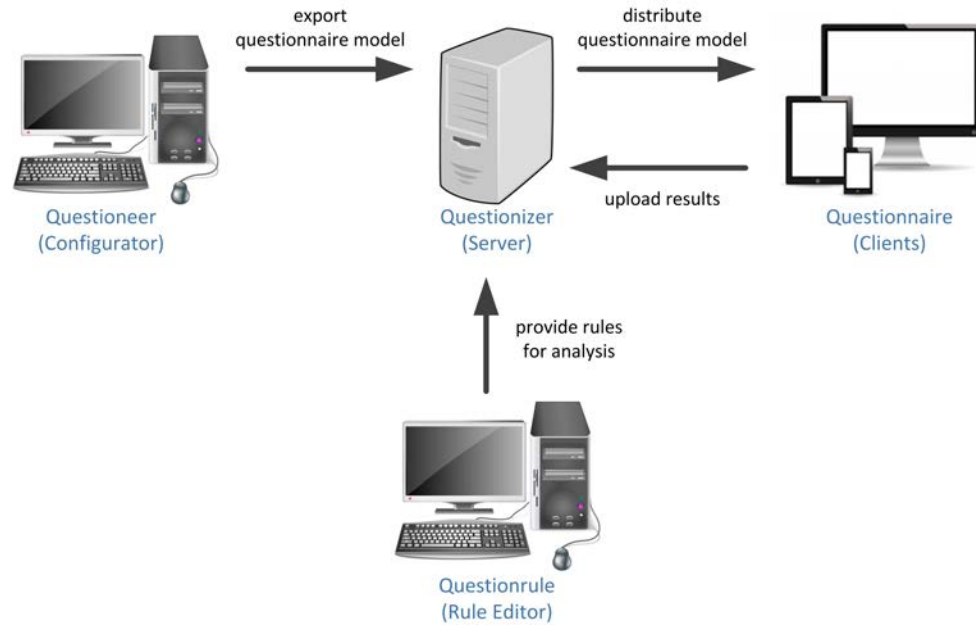 export
questionnaire model
distribute
questionnaire model
upload results
Questioneer
(Configurator)
Questionizer
(Server)
Questionnaire
(Clients)
provide rules
for analysis
Questionrule
(Rule Editor)